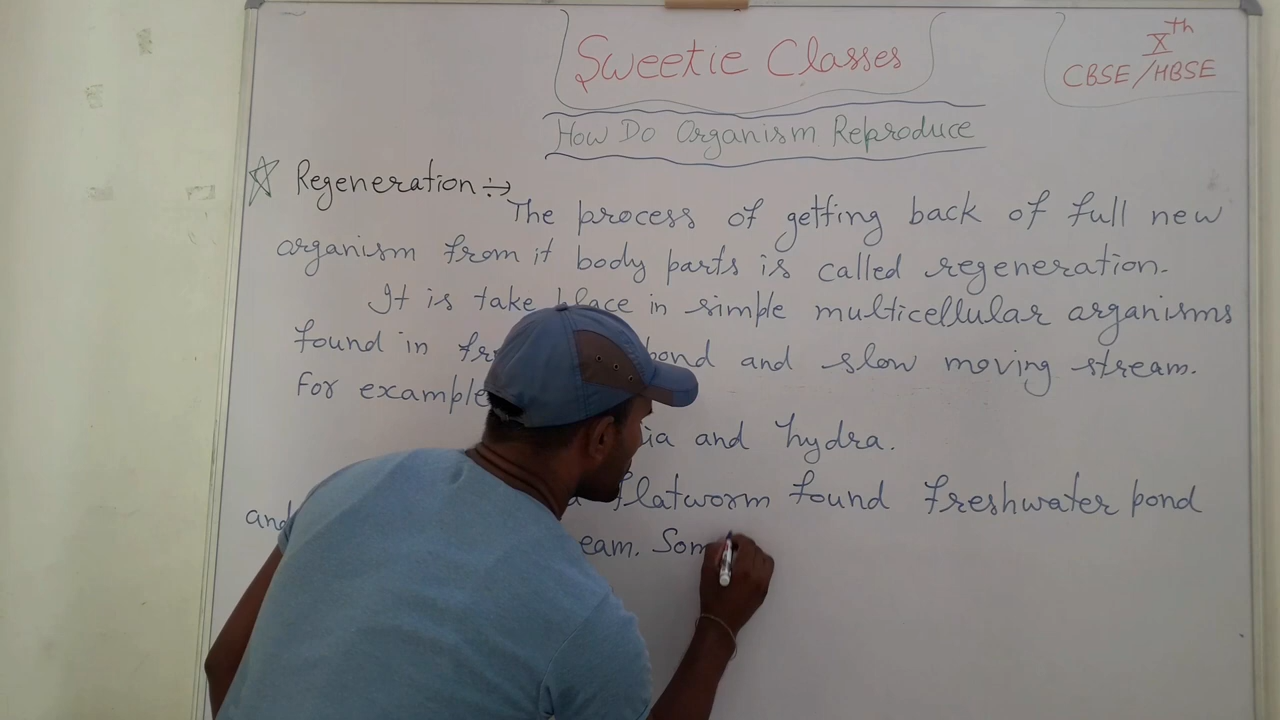 Sweetie Classes
Xth
CBSE/HBSE
How Do Organism Reproduce
Regeneration :→
The process of getting back of full new
organism from it body parts is called regeneration.
It is take place in simple multicellular organisms
found in pond and slow moving stream.
For example
and hydra.
flatworm found freshwater pond
and
Som